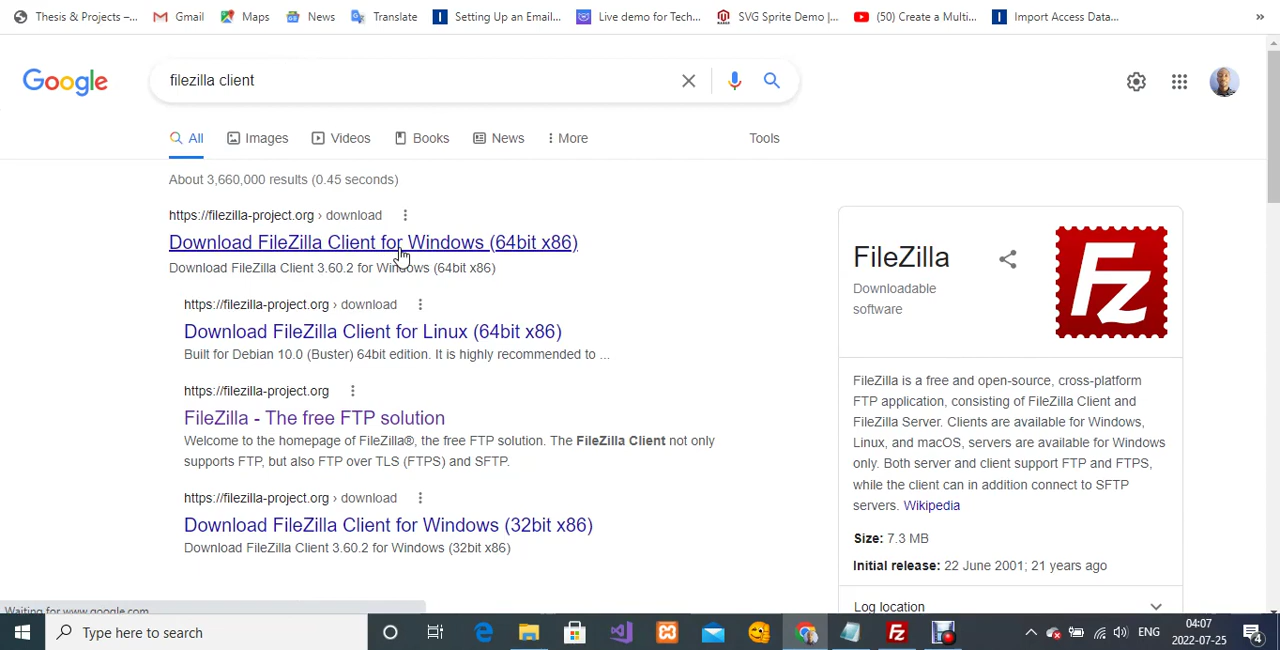 Thesis & Projects –... Gmail Maps News Translate Setting Up an Email... Live demo for Tech... SVG Sprite Demo |... (50) Create a Multi... Import Access Data... »
Google filezilla client
All Images Videos Books News More Tools
About 3,660,000 results (0.45 seconds)
https://filezilla-project.org › download
Download FileZilla Client for Windows (64bit x86)
Download FileZilla Client 3.60.2 for Windows (64bit x86)
https://filezilla-project.org › download
Download FileZilla Client for Linux (64bit x86)
Built for Debian 10.0 (Buster) 64bit edition. It is highly recommended to ...
https://filezilla-project.org
FileZilla - The free FTP solution
Welcome to the homepage of FileZilla®, the free FTP solution. The FileZilla Client not only
supports FTP, but also FTP over TLS (FTPS) and SFTP.
https://filezilla-project.org › download
Download FileZilla Client for Windows (32bit x86)
Download FileZilla Client 3.60.2 for Windows (32bit x86)
FileZilla
Downloadable
software
Fz
FileZilla is a free and open-source, cross-platform
FTP application, consisting of FileZilla Client and
FileZilla Server. Clients are available for Windows,
Linux, and macOS, servers are available for Windows
only. Both server and client support FTP and FTPS,
while the client can in addition connect to SFTP
servers. Wikipedia
Size: 7.3 MB
Initial release: 22 June 2001; 21 years ago
Log location
Waiting for www.google.com
Type here to search
ENG
04:07
2022-07-25
4